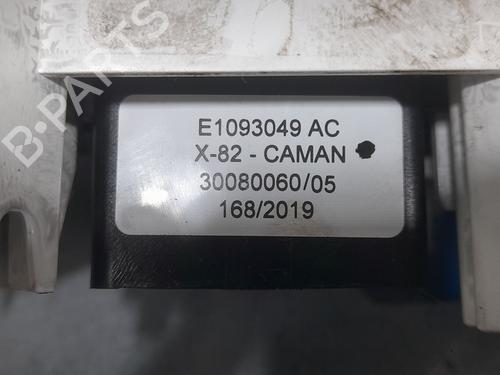 B-PARTS
E1093049 AC
X-82 - CAMAN
30080060/05
168/2019